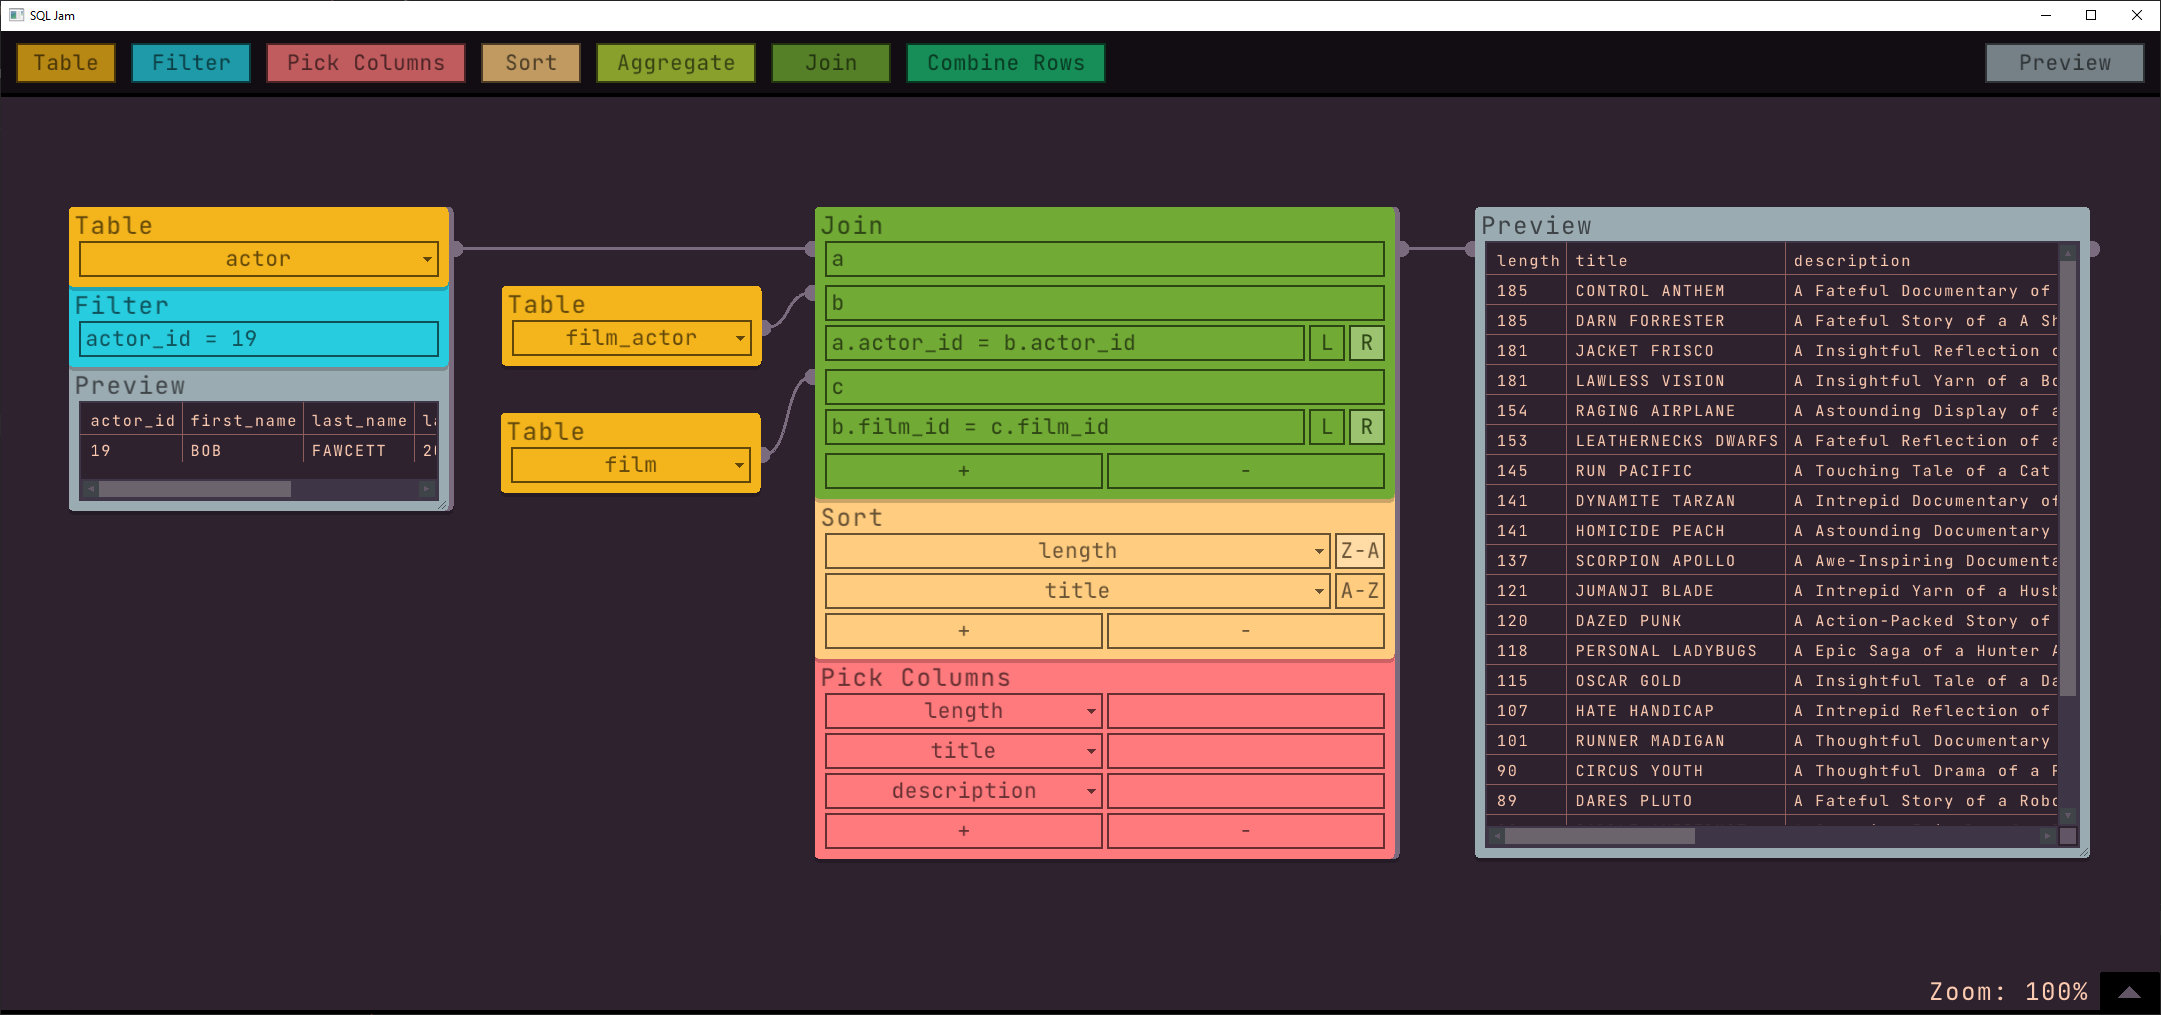 SQL Jam
Table Filter Pick Columns Sort Aggregate Join Combine Rows Preview
Table
actor
Filter
actor_id = 19
Preview
actor_id first_name last_name
19 BOB FAWCETT
Table
film_actor
Table
film
Join
a
b
a.actor_id = b.actor_id L R
c
b.film_id = c.film_id L R
+ -
Sort
length Z-A
title A-Z
+ -
Pick Columns
length
title
description
+ -
Preview
length title description
185 CONTROL ANTHEM A Fateful Documentary of
185 DARN FORRESTER A Fateful Story of a A
181 JACKET FRISCO A Insightful Reflection
181 LAWLESS VISION A Insightful Yarn of a
154 RAGING AIRPLANE A Astounding Display of
153 LEATHERNECKS DWARFS A Fateful Reflection of
145 RUN PACIFIC A Touching Tale of a Cat
141 DYNAMITE TARZAN A Intrepid Documentary of
141 HOMICIDE PEACH A Astounding Documentary
137 SCORPION APOLLO A Awe-Inspiring Documenta
121 JUMANJI BLADE A Intrepid Yarn of a Husb
120 DAZED PUNK A Action-Packed Story of
118 PERSONAL LADYBUGS A Epic Saga of a Hunter
115 OSCAR GOLD A Insightful Tale of a Da
107 HATE HANDICAP A Intrepid Reflection of
101 RUNNER MADIGAN A Thoughtful Documentary
90 CIRCUS YOUTH A Thoughtful Drama of a
89 DARES PLUTO A Fateful Story of a Robo
Zoom: 100%